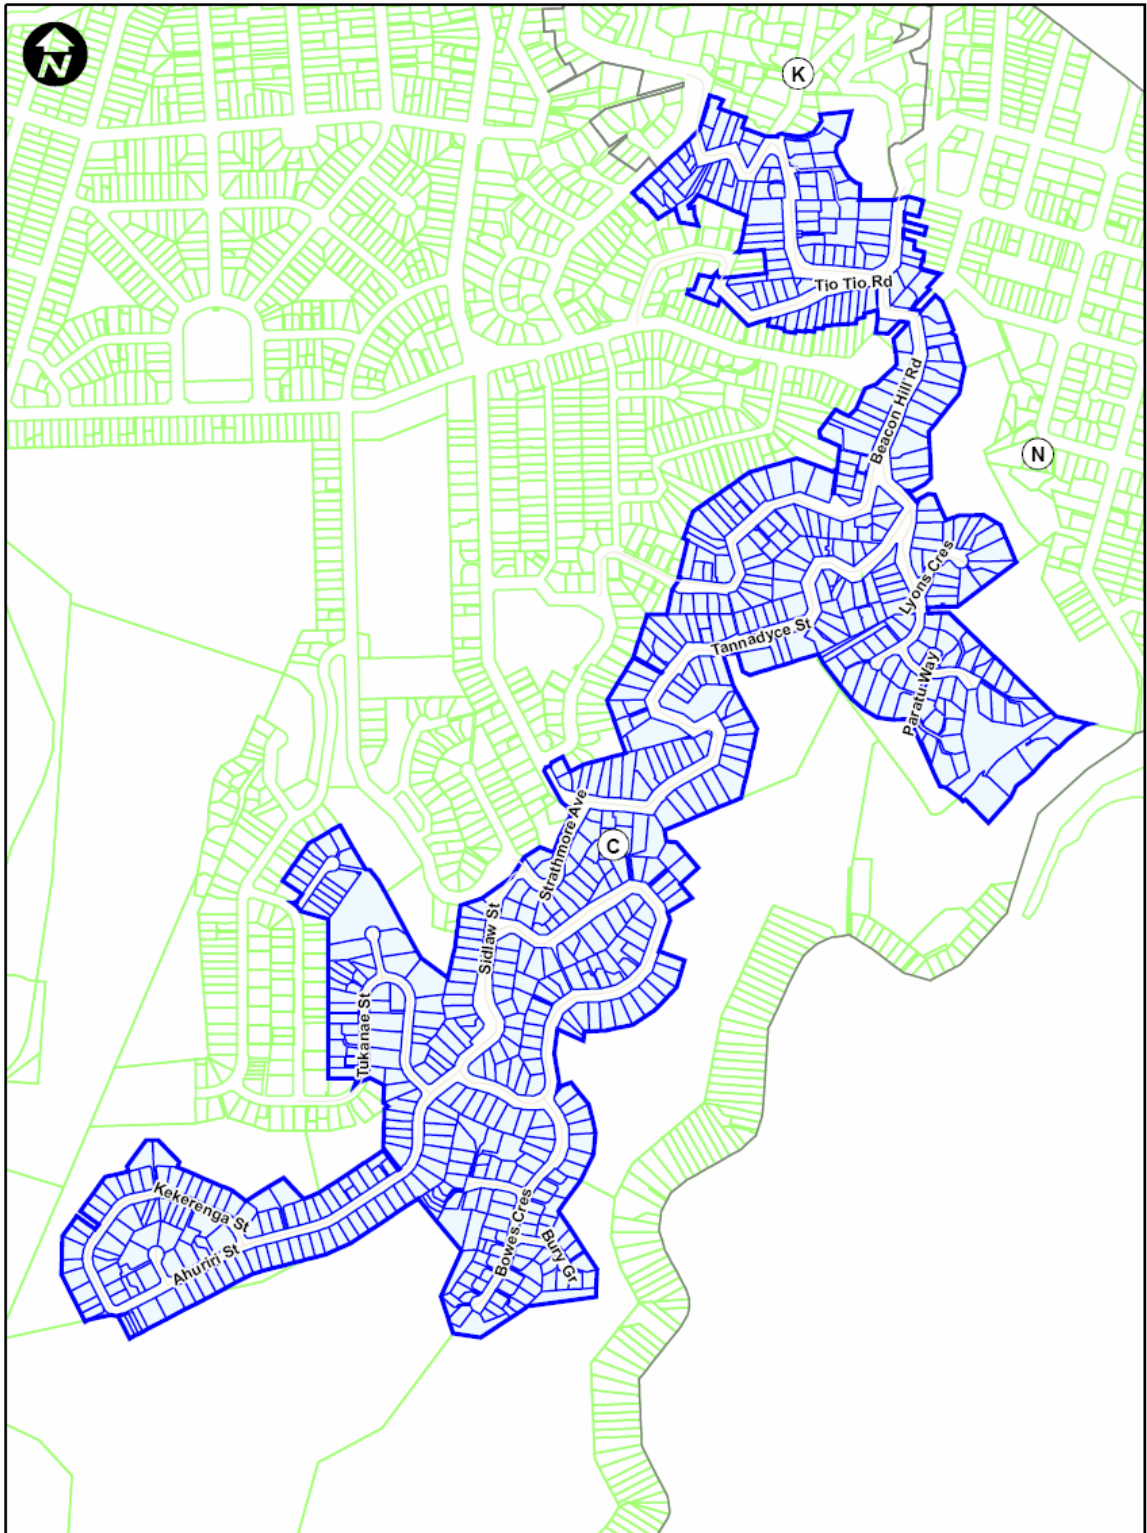 N
K
Tio Tio Rd
Beacon Hill Rd
N
Lyons Cres
Tannadyce St
Paratu Way
Strathmore Ave
C
Sidlaw St
Tukanae St
Kekerenga St
Ahuriri St
Bowes Cres
Bury Gr